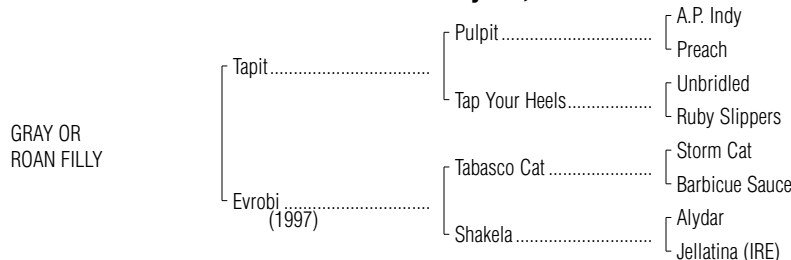 GRAY OR
ROAN FILLY
Tapit
Evrobi
(1997)
Pulpit
Tap Your Heels
Tabasco Cat
Shakela
A.P. Indy
Preach
Unbridled
Ruby Slippers
Storm Cat
Barbicue Sauce
Alydar
Jellatina (IRE)